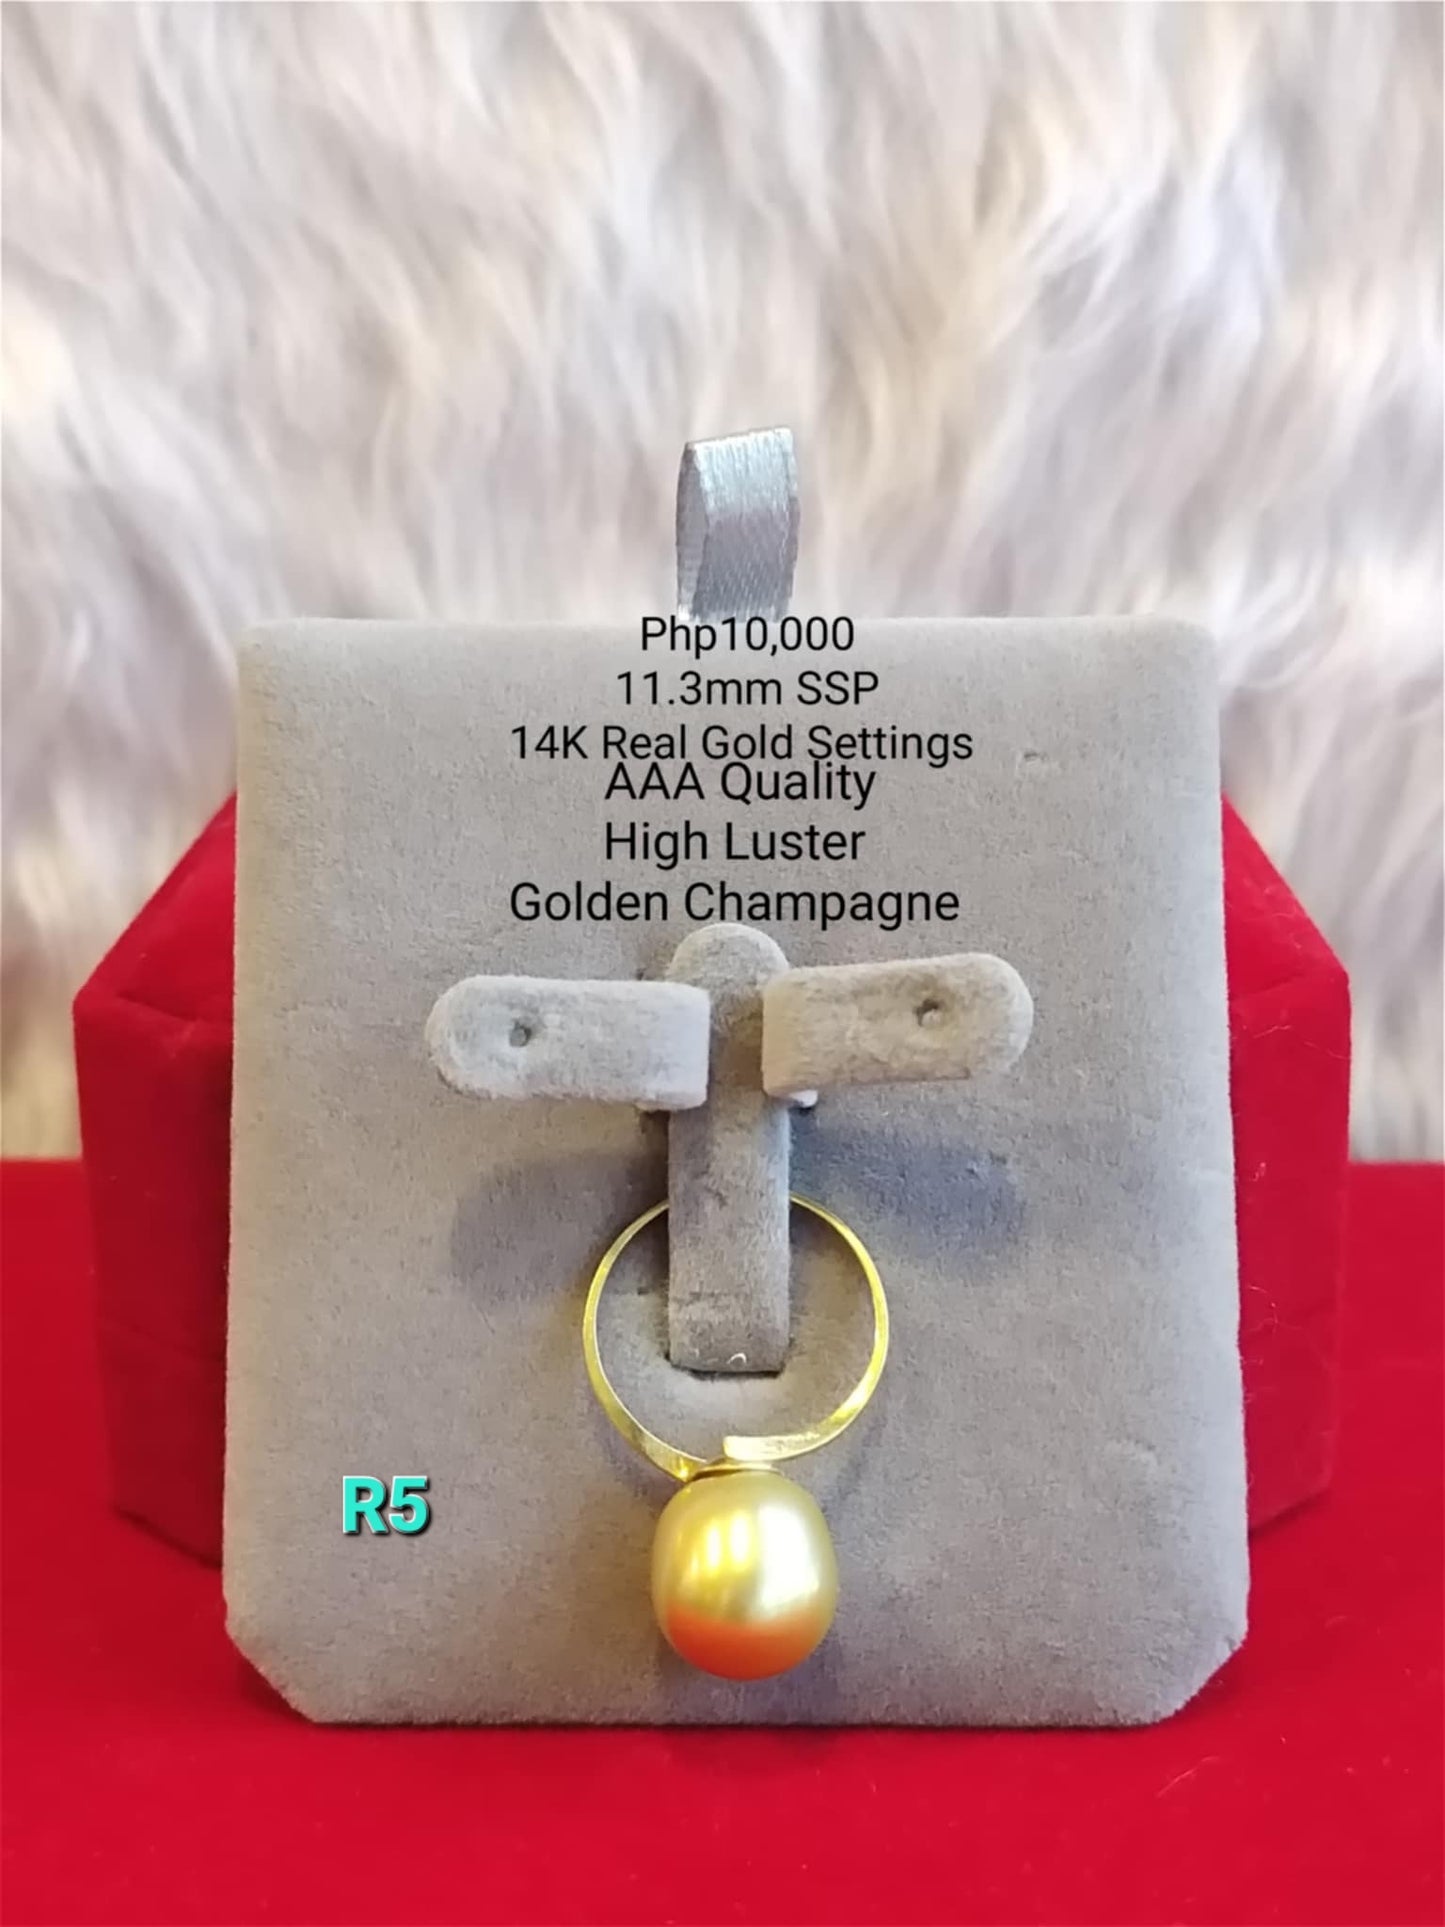 Php10,000
11.3mm SSP
14K Real Gold Settings
AAA Quality
High Luster
Golden Champagne
R5